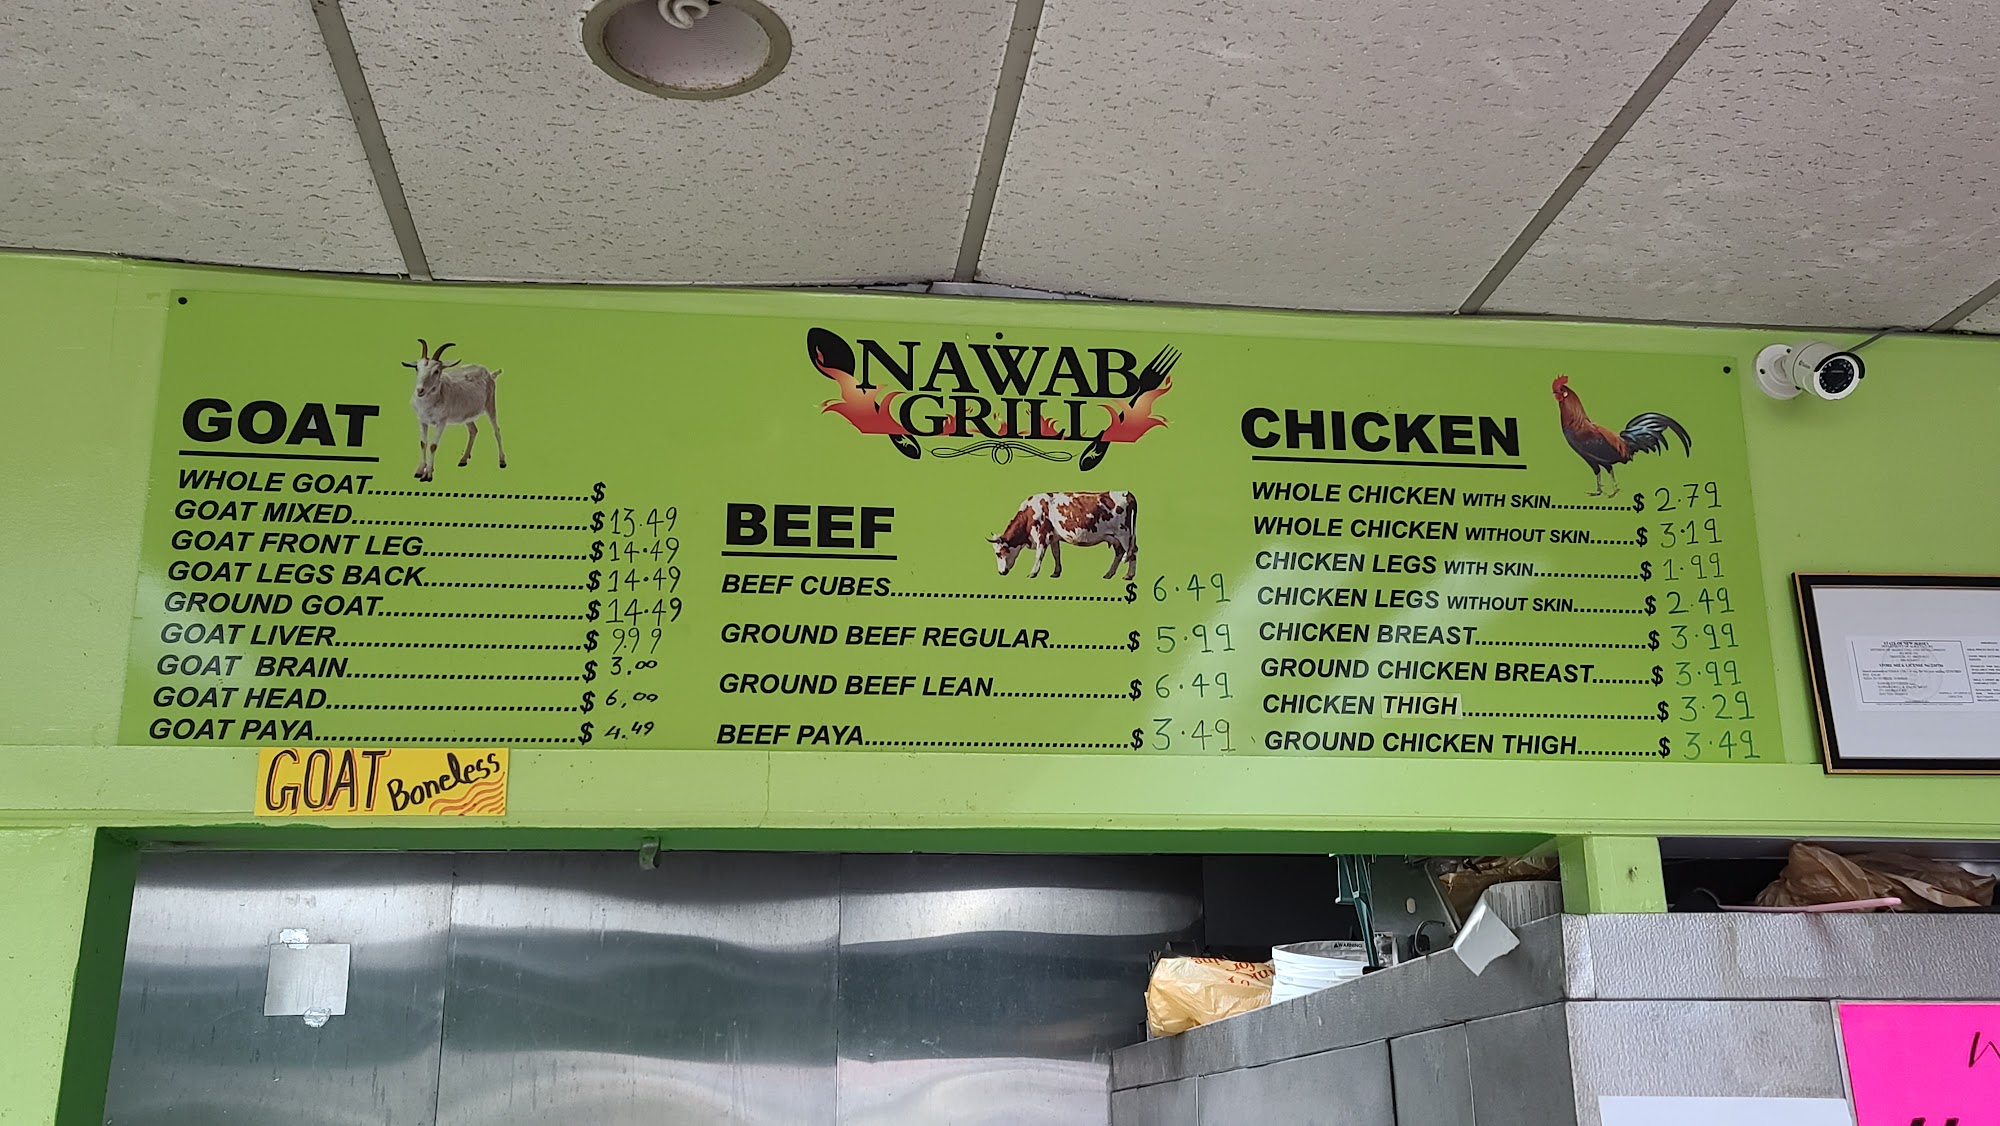 NAWAB
GRILL
GOAT
WHOLE GOAT............................$
GOAT MIXED..............................$13.49
GOAT FRONT LEG.....................$14.49
GOAT LEGS BACK.....................$14.49
GROUND GOAT..........................$14.49
GOAT LIVER................................$ 9.99
GOAT BRAIN..............................$ 3.00
GOAT HEAD................................$ 6.00
GOAT PAYA.................................$ 4.49
GOAT Boneless
BEEF
BEEF CUBES..............................$ 6.49
GROUND BEEF REGULAR..........$ 5.99
GROUND BEEF LEAN.................$ 6.49
BEEF PAYA.................................$ 3.49
CHICKEN
WHOLE CHICKEN WITH SKIN.............$ 2.79
WHOLE CHICKEN WITHOUT SKIN.......$ 3.19
CHICKEN LEGS WITH SKIN...............$ 1.99
CHICKEN LEGS WITHOUT SKIN..........$ 2.49
CHICKEN BREAST......................$ 3.99
GROUND CHICKEN BREAST.........$ 3.99
CHICKEN THIGH.........................$ 3.29
GROUND CHICKEN THIGH...........$ 3.49
WARNING